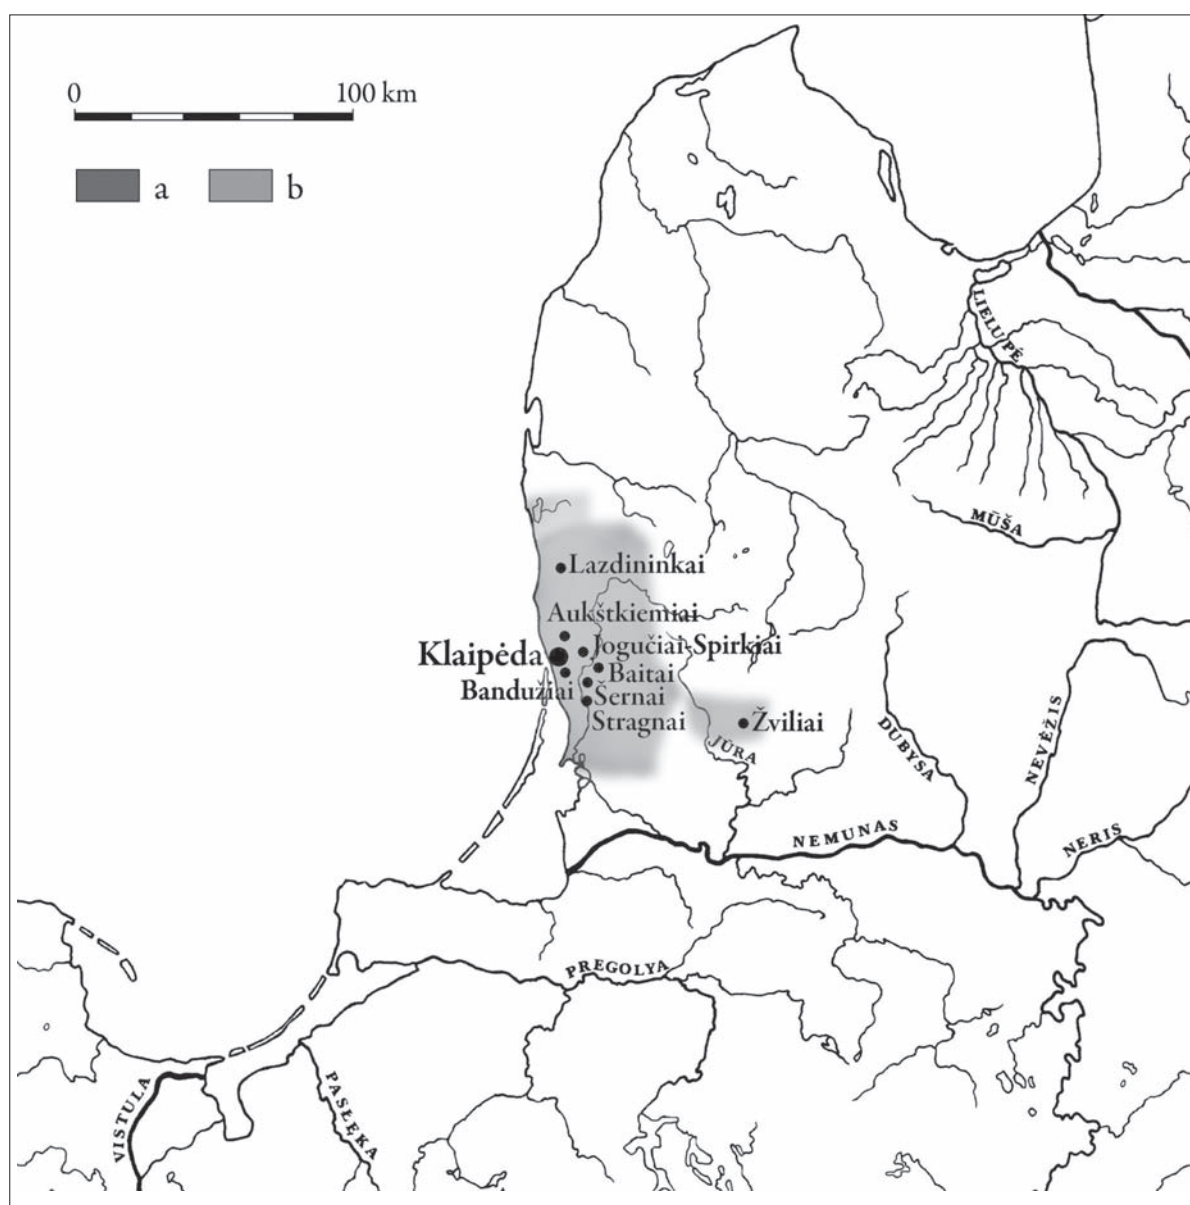 0 100 km
a b
LIELUPĖ
MŪŠA
Lazdininkai
Aukštkiemiai
Jogučiai-Spirkiai
Klaipėda
Baitai
Bandužiai
Šernai
Stragnai
Žviliai
JŪRA
DUBYSA
NEVĖŽIS
NEMUNAS
NERIS
PREGOLYA
VISTULA
PASŁĘKA